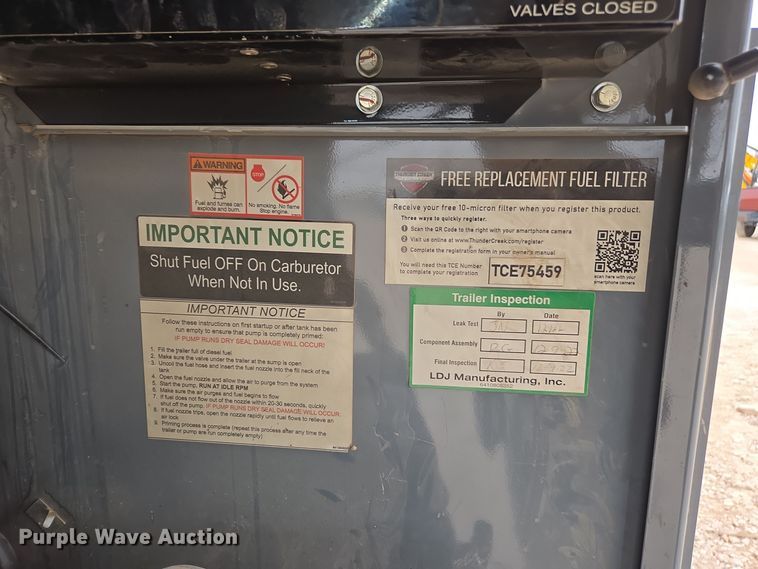 VALVES CLOSED
WARNING
STOP
Fuel and fumes can
explode and burn.
No smoking. No flame
Stop engine.
IMPORTANT NOTICE
Shut Fuel OFF On Carburetor
When Not In Use.
IMPORTANT NOTICE
Follow these instructions on first startup or after tank has been
run empty to ensure that pump is completely primed:
IF PUMP RUNS DRY SEAL DAMAGE WILL OCCUR!
1. Fill the trailer full of diesel fuel
2. Make sure the valve under the trailer at the sump is open
3. Uncoil the fuel hose and insert the fuel nozzle into the fill neck of the
tank
4. Open the fuel nozzle and allow the air to purge from the system
5. Start the pump, RUN AT IDLE RPM
6. Make sure the air purges and fuel begins to flow
7. If fuel does not flow out of the nozzle within 20-30 seconds, quickly
shut off the pump. IF PUMP RUNS DRY SEAL DAMAGE WILL OCCUR.
8. If fuel nozzle trips, open the nozzle rapidly until fuel flows to relieve an
air lock
9. Priming process is complete (repeat this process after any time the
trailer or pump are run completely empty)
THUNDER CREEK
FREE REPLACEMENT FUEL FILTER
Receive your free 10-micron filter when you register this product.
Three ways to quickly register.
1 Scan the QR Code to the right with your smartphone camera
2 Visit us online at www.ThunderCreek.com/register
3 Complete the registration form in your owner's manual
You will need this TCE Number
to complete your registration
TCE75459
scan here with your
smartphone camera
Trailer Inspection
By Date
Leak Test
Component Assembly
Final Inspection
LDJ Manufacturing, Inc.
Purple Wave Auction